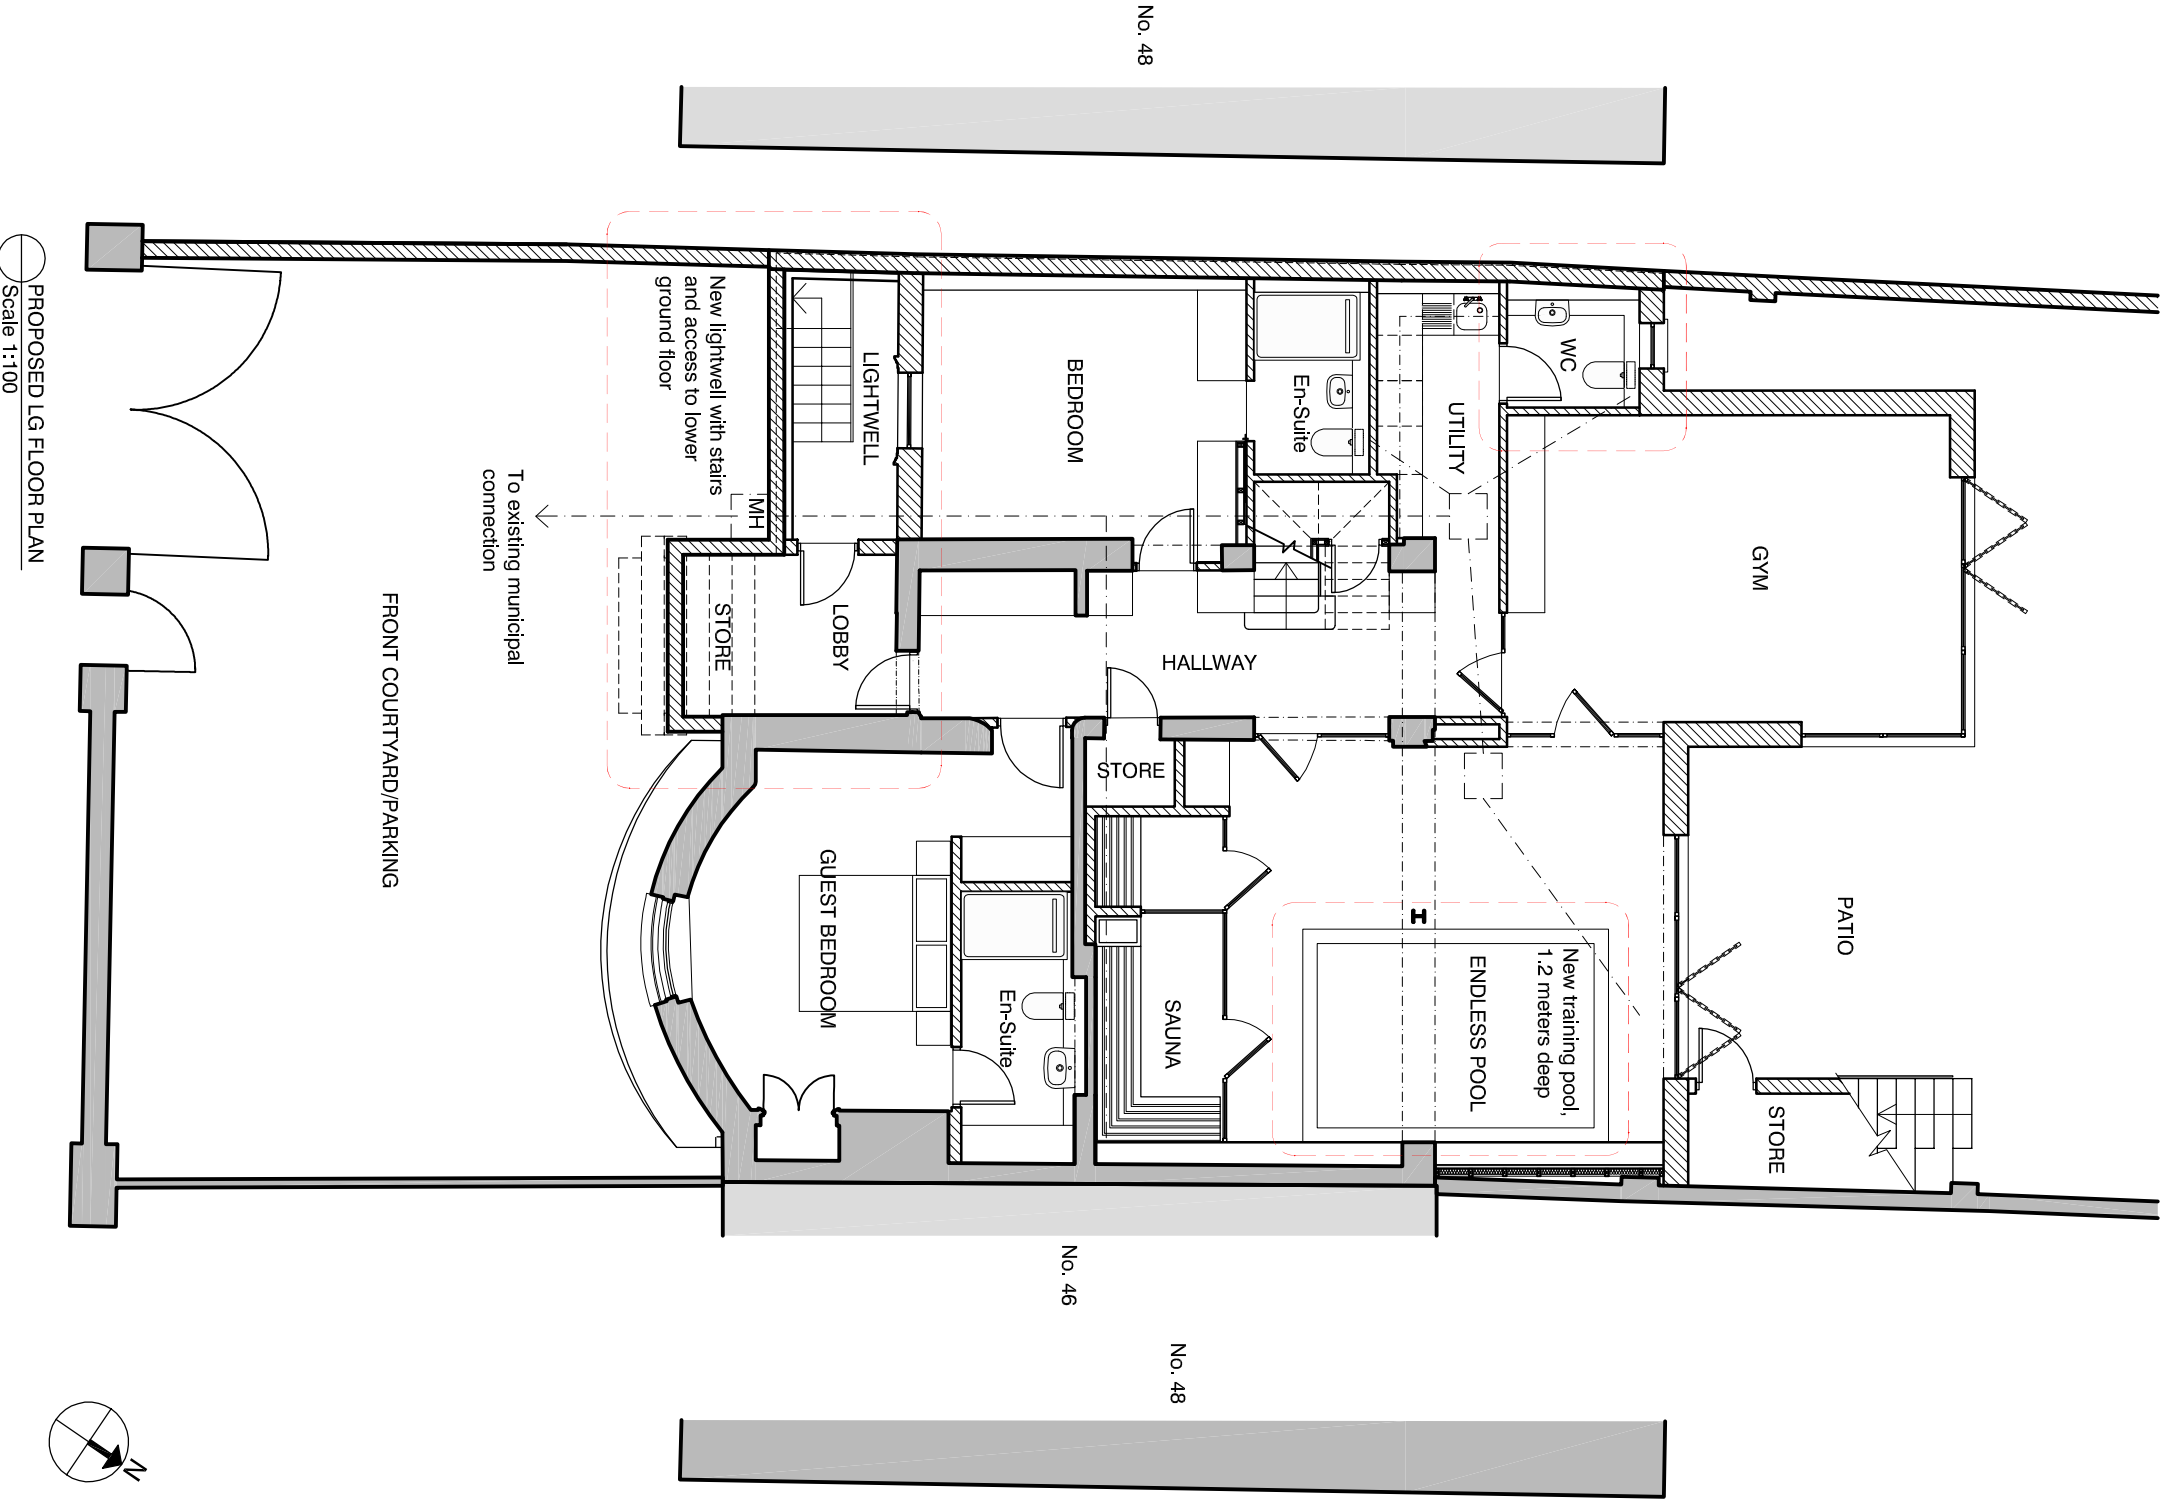 No. 48
PATIO
STORE
GYM
WC
New training pool,
1.2 meters deep
ENDLESS POOL
UTILITY
En-Suite
HALLWAY
SAUNA
STORE
BEDROOM
En-Suite
LIGHTWELL
LOBBY
GUEST BEDROOM
STORE
MH
New lightwell with stairs
and access to lower
ground floor
To existing municipal
connection
FRONT COURTYARD/PARKING
No. 46
No. 48
PROPOSED LG FLOOR PLAN
Scale 1:100
N